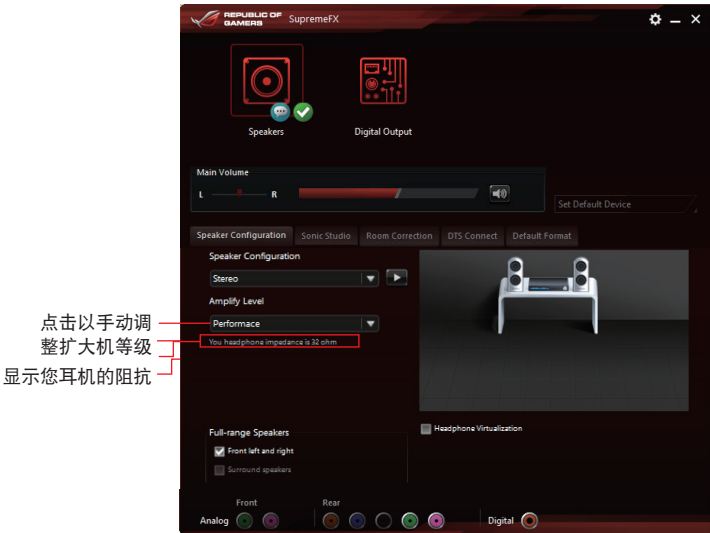 REPUBLIC OF
GAMERS
SupremeFX
Speakers
Digital Output
Main Volume
L
R
Set Default Device
Speaker Configuration
Sonic Studio
Room Correction
DTS Connect
Default Format
Speaker Configuration
Stereo
Amplify Level
Performace
You headphone impedance is 32 ohm
点击以手动调
整扩大机等级
显示您耳机的阻抗
Full-range Speakers
Front left and right
Surround speakers
Headphone Virtualization
Front
Rear
Analog
Digital